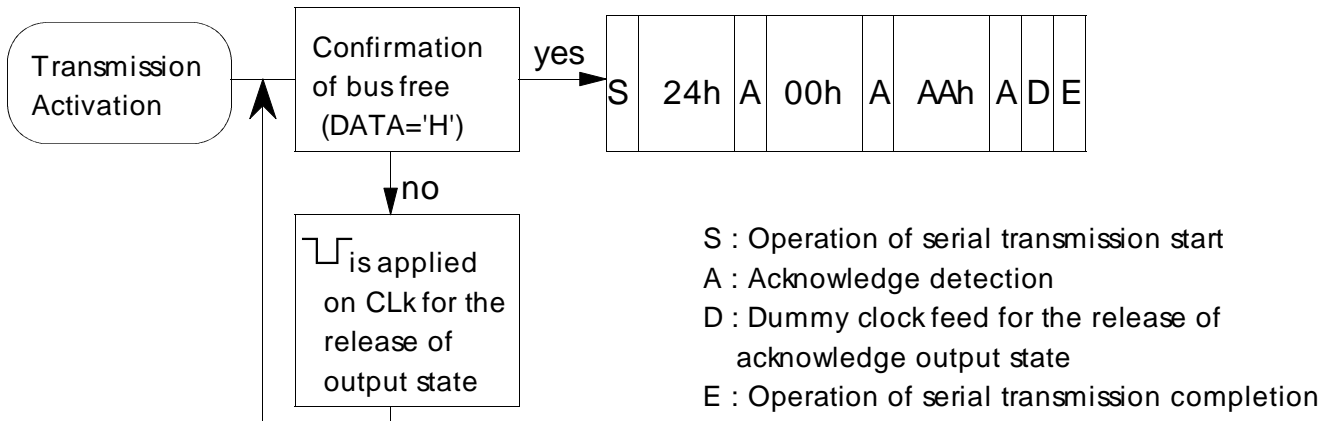 Transmission
Activation
Confirmation
of bus free
(DATA='H')
yes
S 24h A 00h A AAh A D E
no
is applied
on CLk for the
release of
output state
S : Operation of serial transmission start
A : Acknowledge detection
D : Dummy clock feed for the release of
acknowledge output state
E : Operation of serial transmission completion